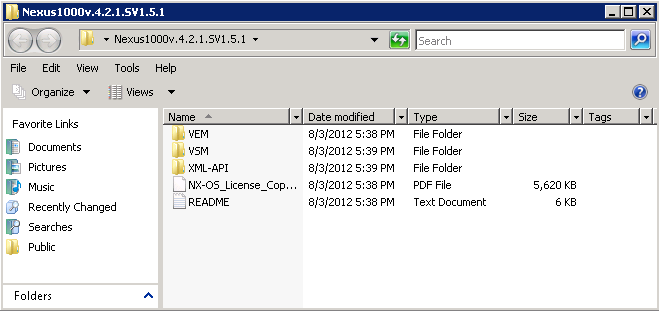 Nexus1000v.4.2.1.SV1.5.1
Nexus1000v.4.2.1.SV1.5.1
Search
File Edit View Tools Help
Organize Views
Favorite Links
Documents
Pictures
Music
Recently Changed
Searches
Public
Folders
Name Date modified Type Size Tags
VEM 8/3/2012 5:38 PM File Folder
VSM 8/3/2012 5:39 PM File Folder
XML-API 8/3/2012 5:39 PM File Folder
NX-OS_License_Cop... 8/3/2012 5:38 PM PDF File 5,620 KB
README 8/3/2012 5:38 PM Text Document 6 KB